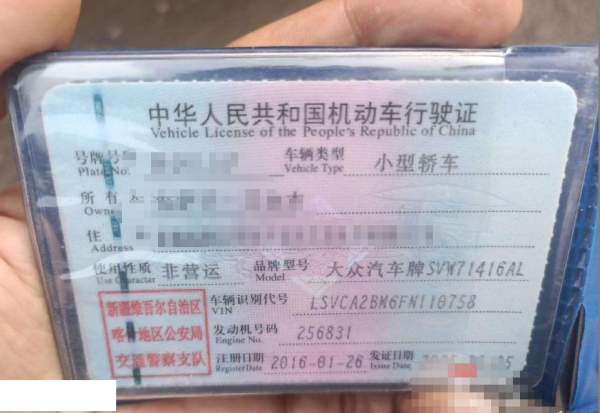 中华人民共和国机动车行驶证
Vehicle License of the People's Republic of China
号牌号 车辆类型 小型轿车
Plate No. Vehicle Type
所有
Owner
住
Address
使用性质 非营运 品牌型号 大众汽车牌SVW71416AL
Use Character Model
新疆维吾尔自治区 车辆识别代号 LSVCA2BM6FN110758
VIN
喀什地区公安局 发动机号码 256831
Engine No.
交通警察支队 注册日期 2016-01-26 发证日期
Register Date Issue Date